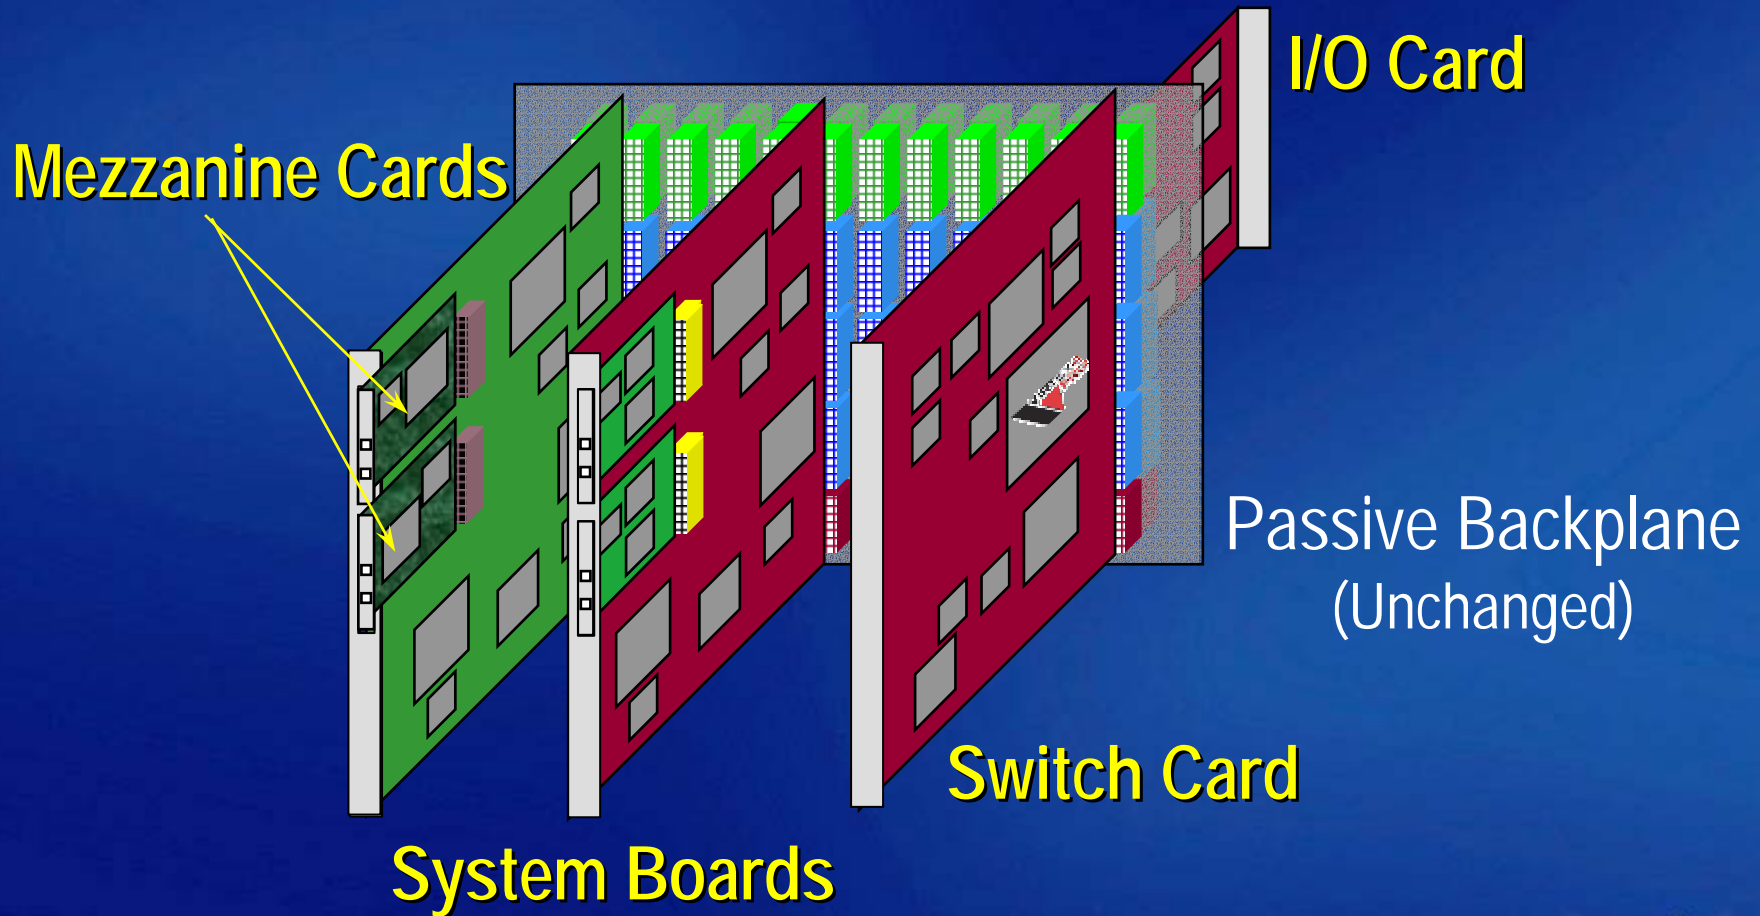 I/O Card
Mezzanine Cards
Passive Backplane
(Unchanged)
Switch Card
System Boards